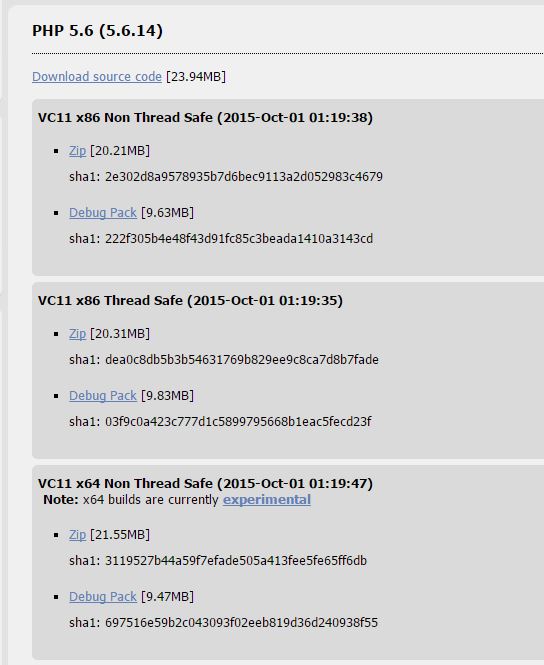 PHP 5.6 (5.6.14)
Download source code [23.94MB]
VC11 x86 Non Thread Safe (2015-Oct-01 01:19:38)
Zip [20.21MB]
sha1: 2e302d8a9578935b7d6bec9113a2d052983c4679
Debug Pack [9.63MB]
sha1: 222f305b4e48f43d91fc85c3beada1410a3143cd
VC11 x86 Thread Safe (2015-Oct-01 01:19:35)
Zip [20.31MB]
sha1: dea0c8db5b3b54631769b829ee9c8ca7d8b7fade
Debug Pack [9.83MB]
sha1: 03f9c0a423c777d1c5899795668b1eac5fecd23f
VC11 x64 Non Thread Safe (2015-Oct-01 01:19:47)
Note: x64 builds are currently experimental
Zip [21.55MB]
sha1: 3119527b44a59f7efade505a413fee5fe65ff6db
Debug Pack [9.47MB]
sha1: 697516e59b2c043093f02eeb819d36d240938f55